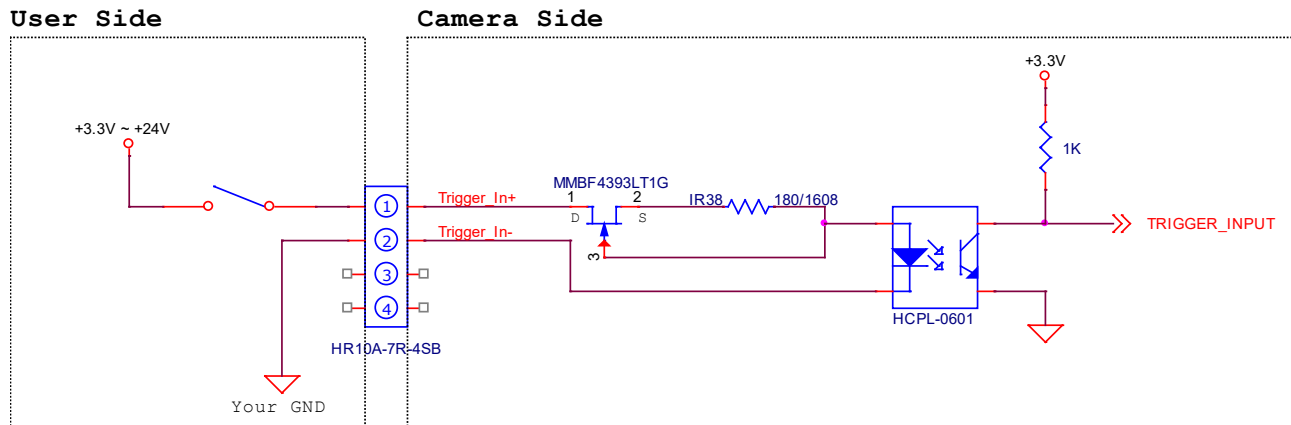 User Side
Camera Side
+3.3V
+3.3V ~ +24V
1K
MMBF4393LT1G
Trigger_In+
1
2
IR38
180/1608
D
S
1
TRIGGER_INPUT
Trigger_In-
2
3
3
4
HCPL-0601
HR10A-7R-4SB
Your GND